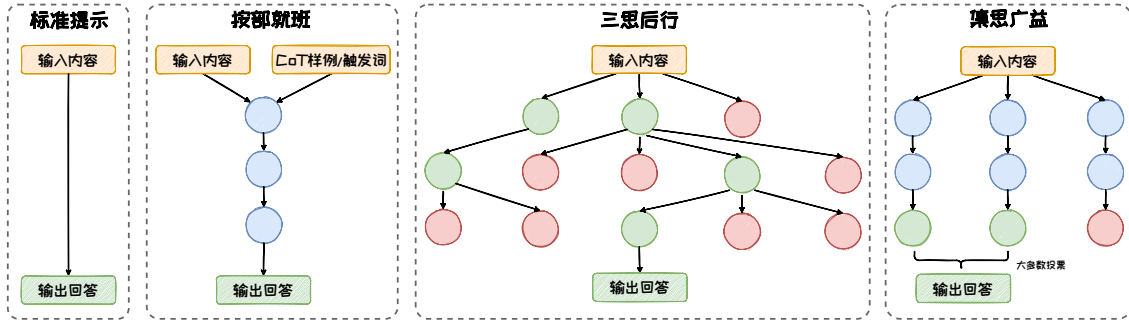 标准提示
输入内容
输出回答
按部就班
输入内容
CoT样例/触发词
输出回答
三思后行
输入内容
输出回答
集思广益
输入内容
大多数投票
输出回答